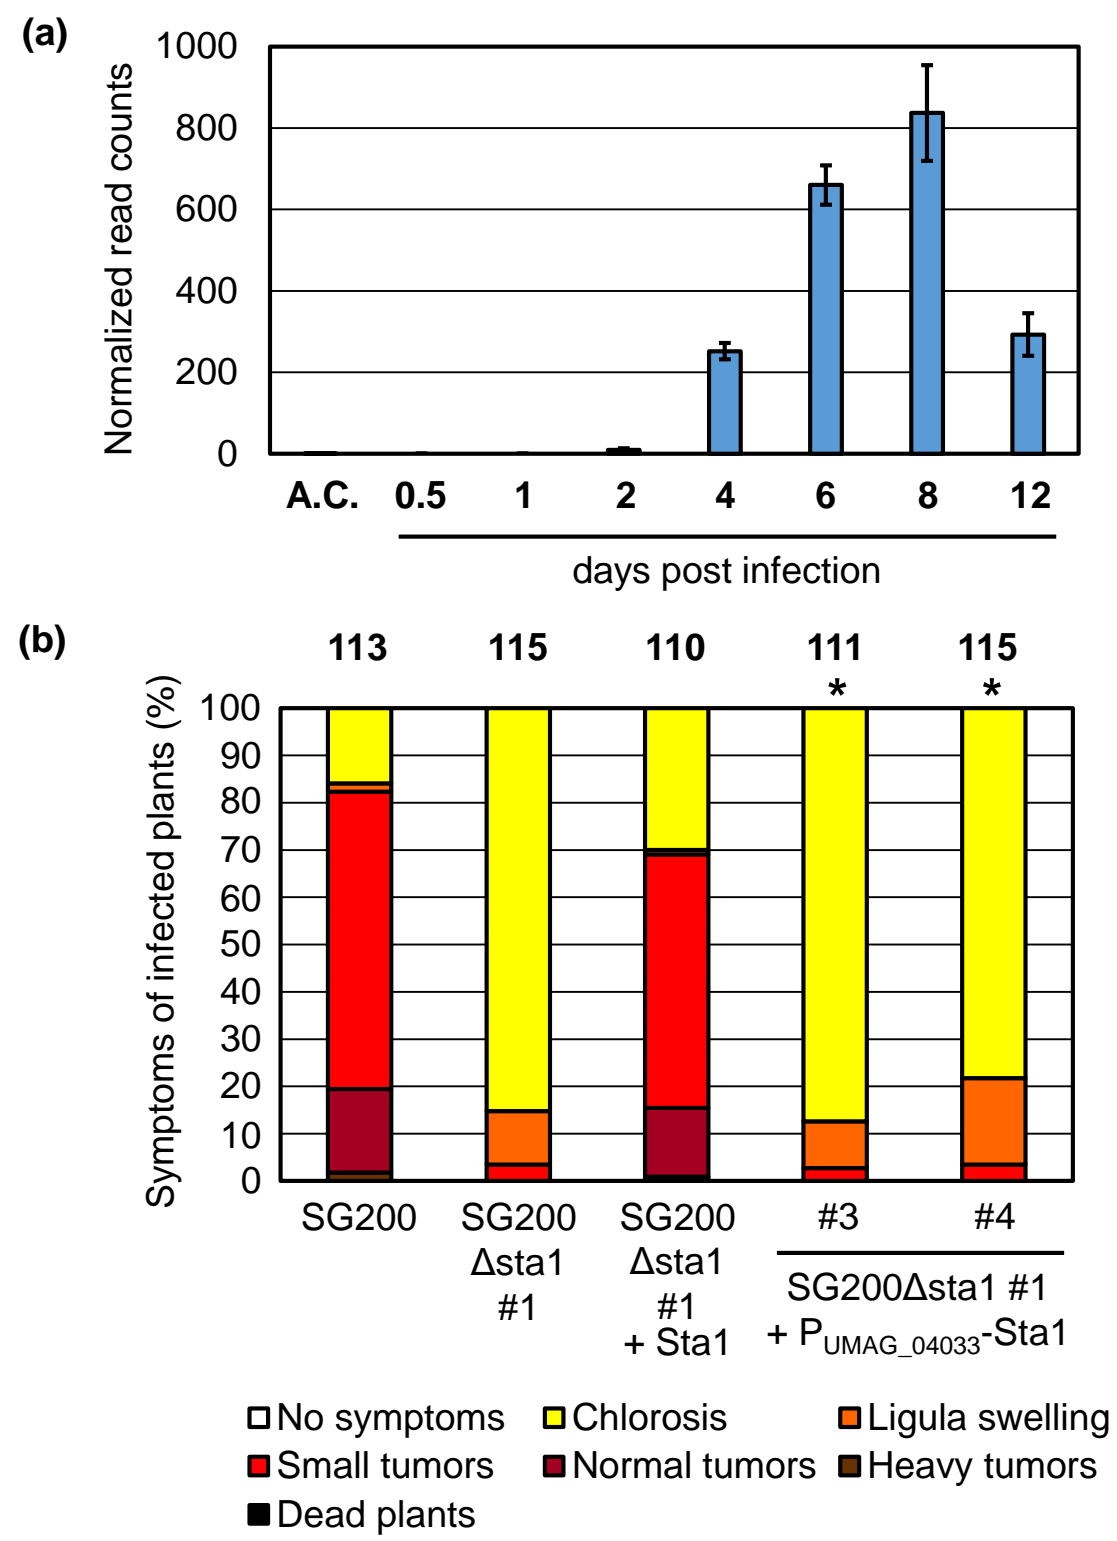 (a)
Normalized read counts
1000
800
600
400
200
0
A.C. 0.5 1 2 4 6 8 12
days post infection
(b)
113 115 110 111 115
* *
Symptoms of infected plants (%)
100
90
80
70
60
50
40
30
20
10
0
SG200 SG200 SG200 #3 #4
Δsta1 Δsta1
#1 #1
+ Sta1
SG200Δsta1 #1
+ PUMAG_04033-Sta1
No symptoms Chlorosis Ligula swelling
Small tumors Normal tumors Heavy tumors
Dead plants